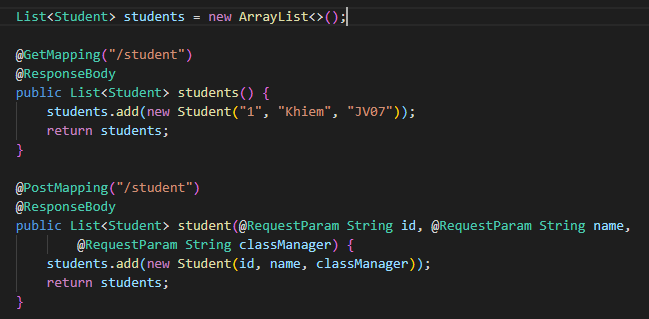 List<Student> students = new ArrayList<>();
@GetMapping("/student")
@ResponseBody
public List<Student> students() {
students.add(new Student("1", "Khiem", "JV07"));
return students;
}
@PostMapping("/student")
@ResponseBody
public List<Student> student(@RequestParam String id, @RequestParam String name,
@RequestParam String classManager) {
students.add(new Student(id, name, classManager));
return students;
}